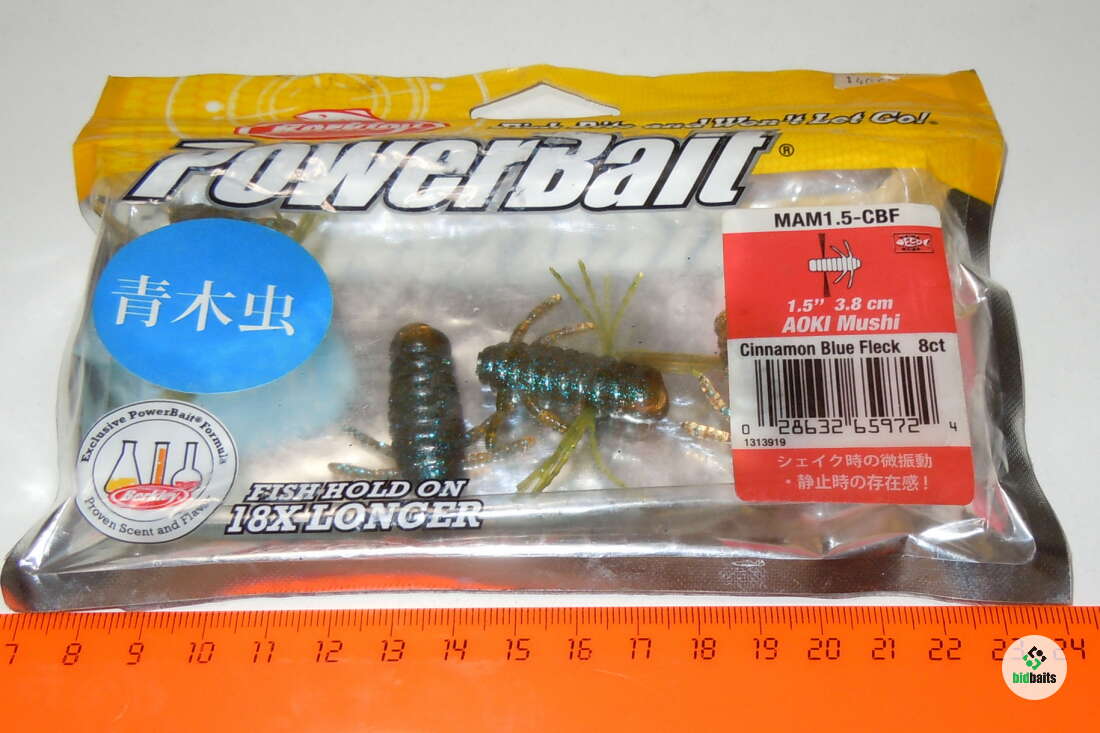 Berkley
and Won't Let Go!
PowerBait®
青木虫
MAM1.5-CBF
1.5" 3.8 cm
AOKI Mushi
Cinnamon Blue Fleck 8ct
0 28632 65972 4
1313919
シェイク時の微振動
・静止時の存在感！
Exclusive PowerBait® Formula
Berkley
Proven Scent and
FISH HOLD ON
18X LONGER
7 8 9 10 11 12 13 14 15 16 17 18 19 20 21 22 23 24
bidbaits